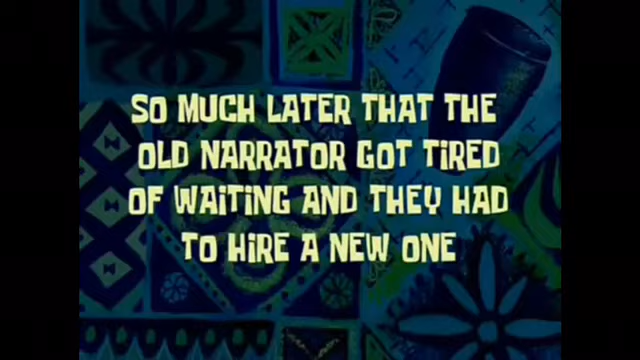 SO MUCH LATER THAT THE
OLD NARRATOR GOT TIRED
OF WAITING AND THEY HAD
TO HIRE A NEW ONE